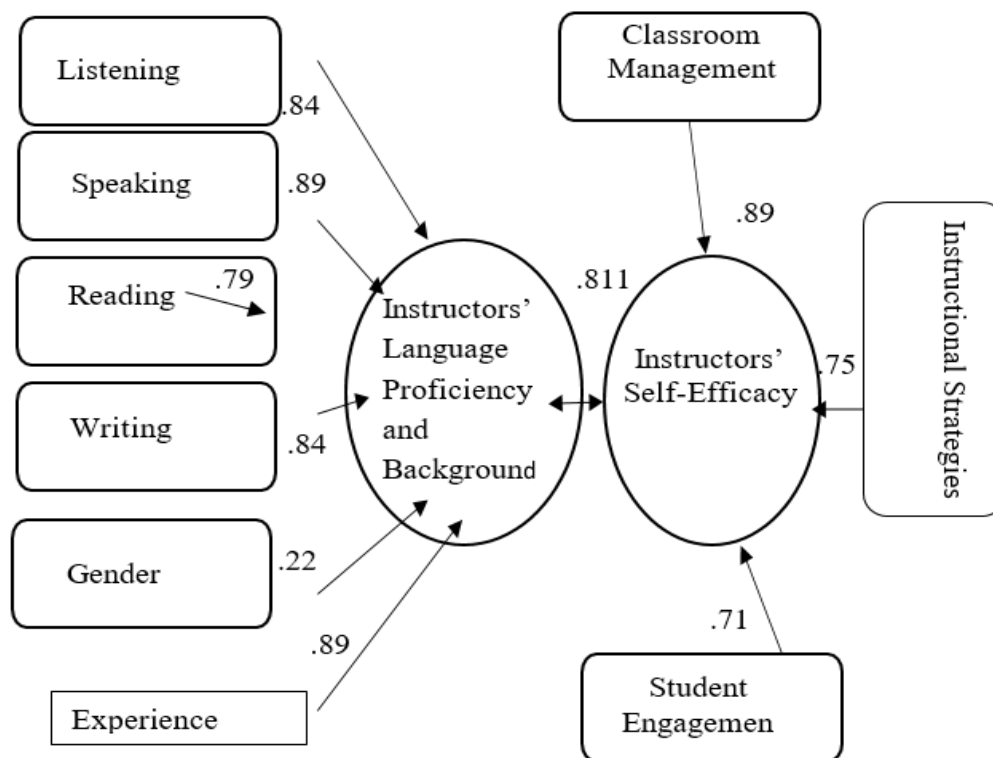 Listening
.84
Speaking
.89
Reading
.79
Writing
.84
Gender
.22
Experience
.89
Instructors’
Language
Proficiency
and
Background
.811
Classroom
Management
.89
Instructors’
Self-Efficacy
.75
Instructional Strategies
.71
Student
Engagemen